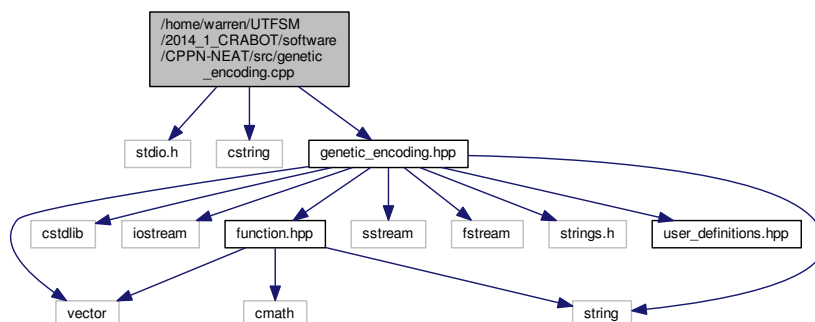 /home/warren/UTFSM
/2014_1_CRABOT/software
/CPPN-NEAT/src/genetic
_encoding.cpp
stdio.h
cstring
genetic_encoding.hpp
cstdlib
iostream
function.hpp
sstream
fstream
strings.h
user_definitions.hpp
vector
cmath
string